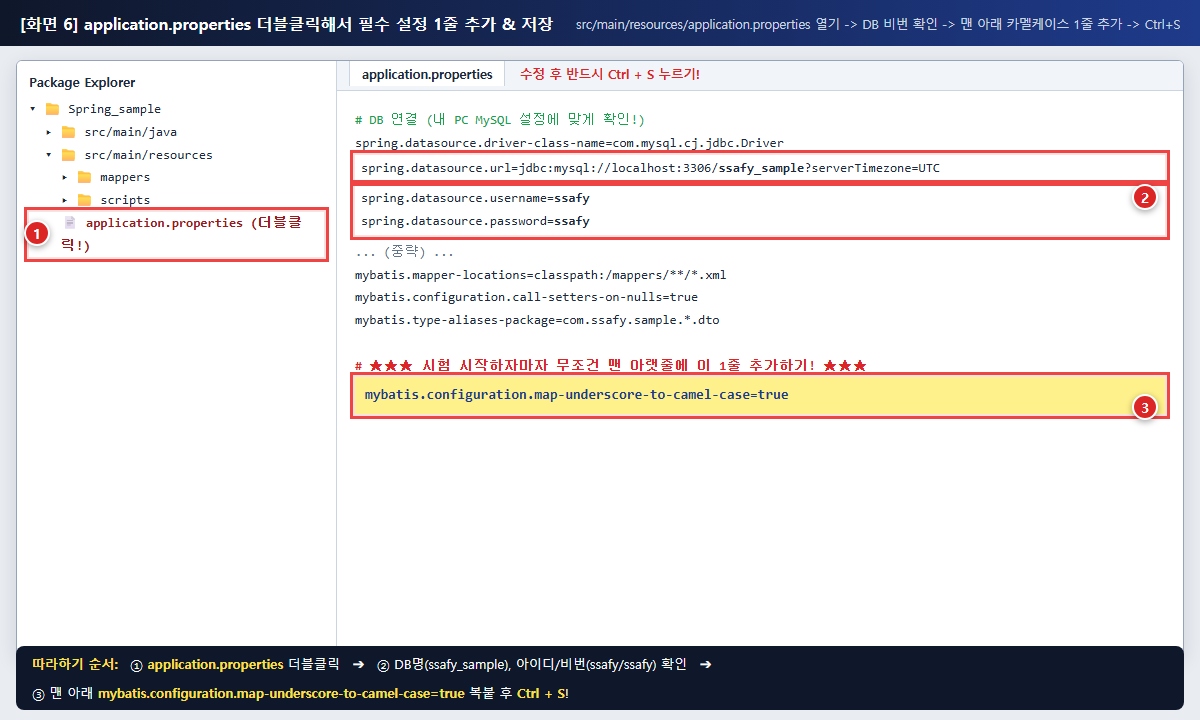 [화면 6] application.properties 더블클릭해서 필수 설정 1줄 추가 & 저장
src/main/resources/application.properties 열기 -> DB 비번 확인 -> 맨 아래 카멜케이스 1줄 추가 -> Ctrl+S
Package Explorer
▾ Spring_sample
▸ src/main/java
▾ src/main/resources
▸ mappers
▸ scripts
1
application.properties (더블클
릭!)
application.properties
수정 후 반드시 Ctrl + S 누르기!
# DB 연결 (내 PC MySQL 설정에 맞게 확인!)
spring.datasource.driver-class-name=com.mysql.cj.jdbc.Driver
spring.datasource.url=jdbc:mysql://localhost:3306/ssafy_sample?serverTimezone=UTC
spring.datasource.username=ssafy
2
spring.datasource.password=ssafy
... (중략) ...
mybatis.mapper-locations=classpath:/mappers/**/*.xml
mybatis.configuration.call-setters-on-nulls=true
mybatis.type-aliases-package=com.ssafy.sample.*.dto
# ★★★ 시험 시작하자마자 무조건 맨 아랫줄에 이 1줄 추가하기! ★★★
mybatis.configuration.map-underscore-to-camel-case=true
3
따라하기 순서: ① application.properties 더블클릭 ➔ ② DB명(ssafy_sample), 아이디/비번(ssafy/ssafy) 확인 ➔
③ 맨 아래 mybatis.configuration.map-underscore-to-camel-case=true 복붙 후 Ctrl + S!